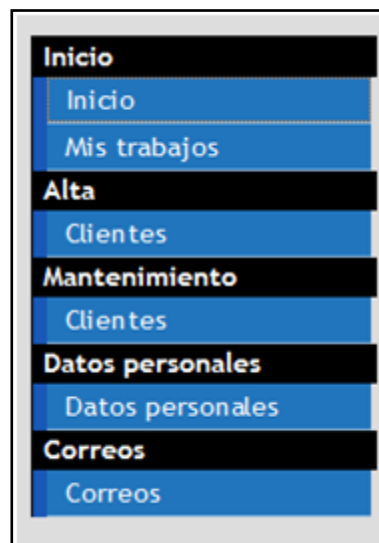 Inicio
Inicio
Mis trabajos
Alta
Clientes
Mantenimiento
Clientes
Datos personales
Datos personales
Correos
Correos